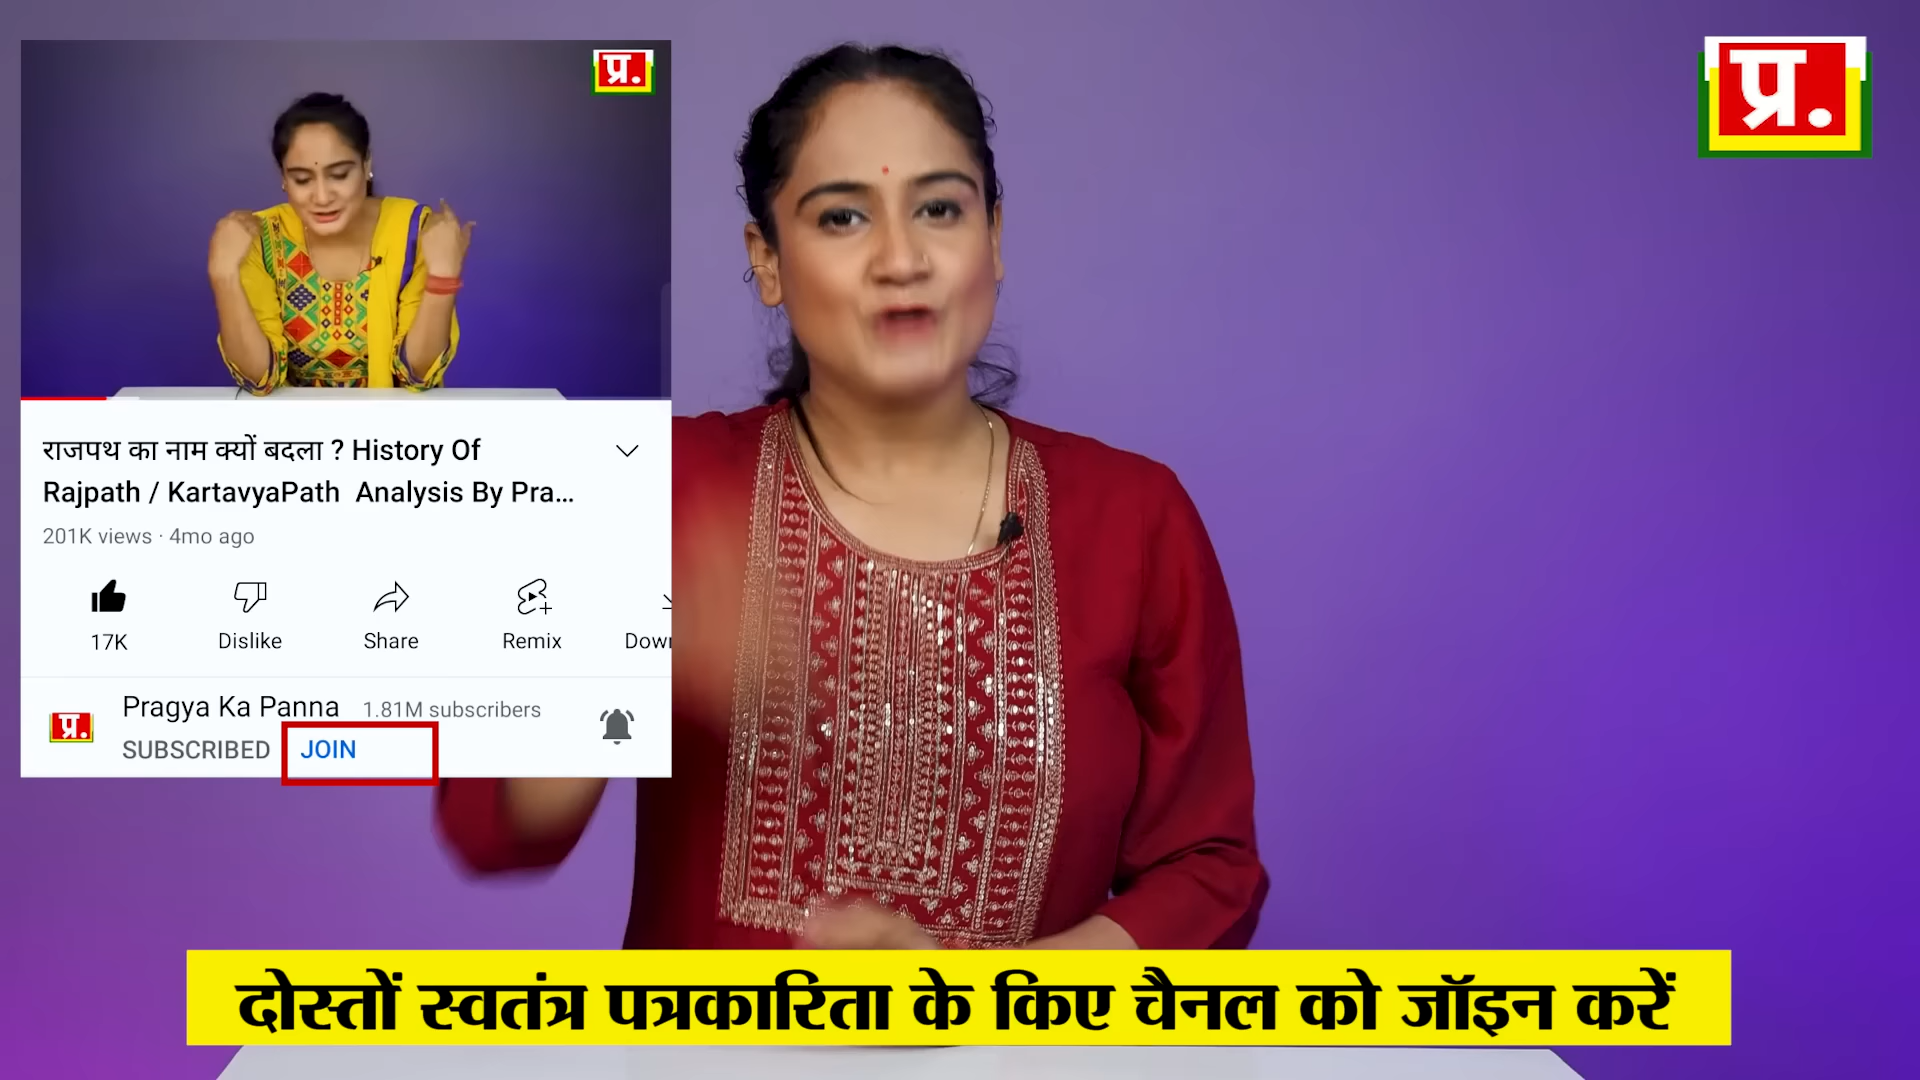 प्र.
प्र.
राजपथ का नाम क्यों बदला ? History Of
Rajpath / KartavyaPath Analysis By Pra...
201K views · 4mo ago
17K
Dislike
Share
Remix
Pragya Ka Panna 1.81M subscribers
प्र.
SUBSCRIBED JOIN
दोस्तों स्वतंत्र पत्रकारिता के किए चैनल को जॉइन करें